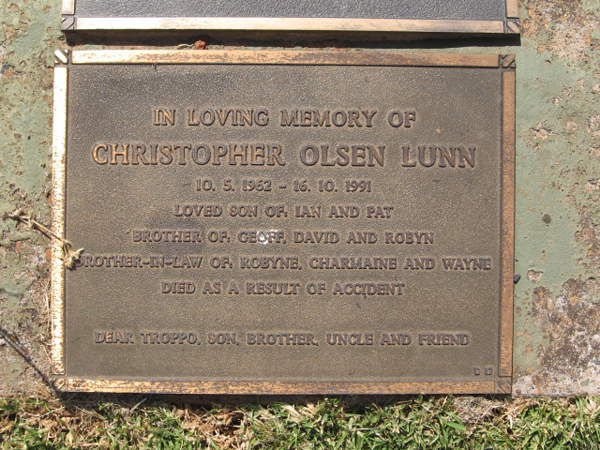 IN LOVING MEMORY OF
CHRISTOPHER OLSEN LUNN
10. 5. 1962 - 16. 10. 1991
LOVED SON OF: IAN AND PAT
BROTHER OF: GEOFF, DAVID AND ROBYN
BROTHER-IN-LAW OF: ROBYNE, CHARMAINE AND WAYNE
DIED AS A RESULT OF ACCIDENT
DEAR TROPPO, SON, BROTHER, UNCLE AND FRIEND